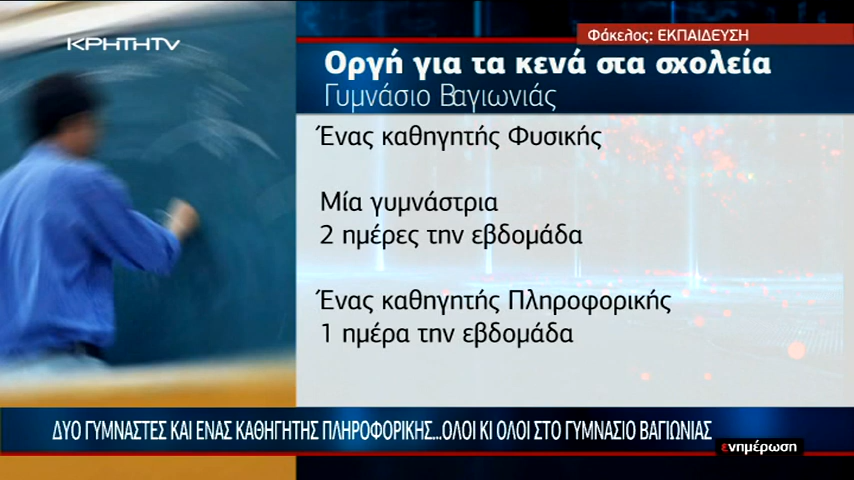 ΚΡΗΤΗTV
Φάκελος: ΕΚΠΑΙΔΕΥΣΗ
Οργή για τα κενά στα σχολεία
Γυμνάσιο Βαγιωνιάς
Ένας καθηγητής Φυσικής
Μία γυμνάστρια
2 ημέρες την εβδομάδα
Ένας καθηγητής Πληροφορικής
1 ημέρα την εβδομάδα
ΔΥΟ ΓΥΜΝΑΣΤΕΣ ΚΑΙ ΕΝΑΣ ΚΑΘΗΓΗΤΗΣ ΠΛΗΡΟΦΟΡΙΚΗΣ...ΟΛΟΙ ΚΙ ΟΛΟΙ ΣΤΟ ΓΥΜΝΑΣΙΟ ΒΑΓΙΩΝΙΑΣ
ενημέρωση